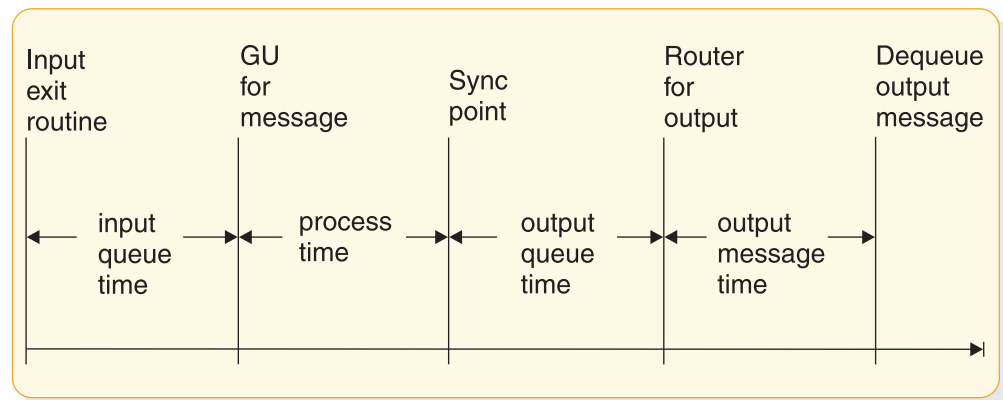 Input
exit
routine
GU
for
message
Sync
point
Router
for
output
Dequeue
output
message
input
queue
time
process
time
output
queue
time
output
message
time